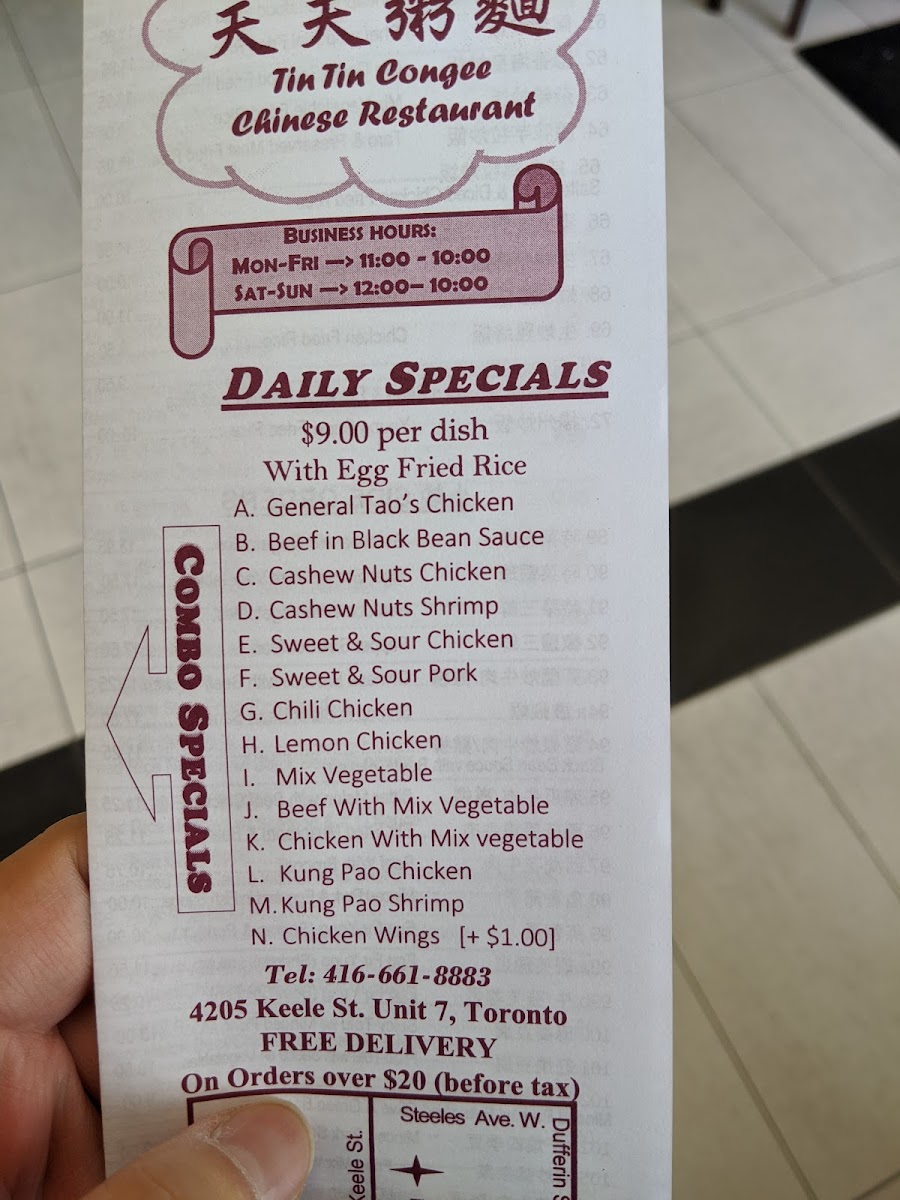 天天粥麵
Tin Tin Congee
Chinese Restaurant
BUSINESS HOURS:
MON-FRI —> 11:00 - 10:00
SAT-SUN —> 12:00– 10:00
DAILY SPECIALS
$9.00 per dish
With Egg Fried Rice
COMBO SPECIALS
A. General Tao's Chicken
B. Beef in Black Bean Sauce
C. Cashew Nuts Chicken
D. Cashew Nuts Shrimp
E. Sweet & Sour Chicken
F. Sweet & Sour Pork
G. Chili Chicken
H. Lemon Chicken
I. Mix Vegetable
J. Beef With Mix Vegetable
K. Chicken With Mix vegetable
L. Kung Pao Chicken
M. Kung Pao Shrimp
N. Chicken Wings [+ $1.00]
Tel: 416-661-8883
4205 Keele St. Unit 7, Toronto
FREE DELIVERY
On Orders over $20 (before tax)
Steeles Ave. W.
Keele St.
Dufferin S